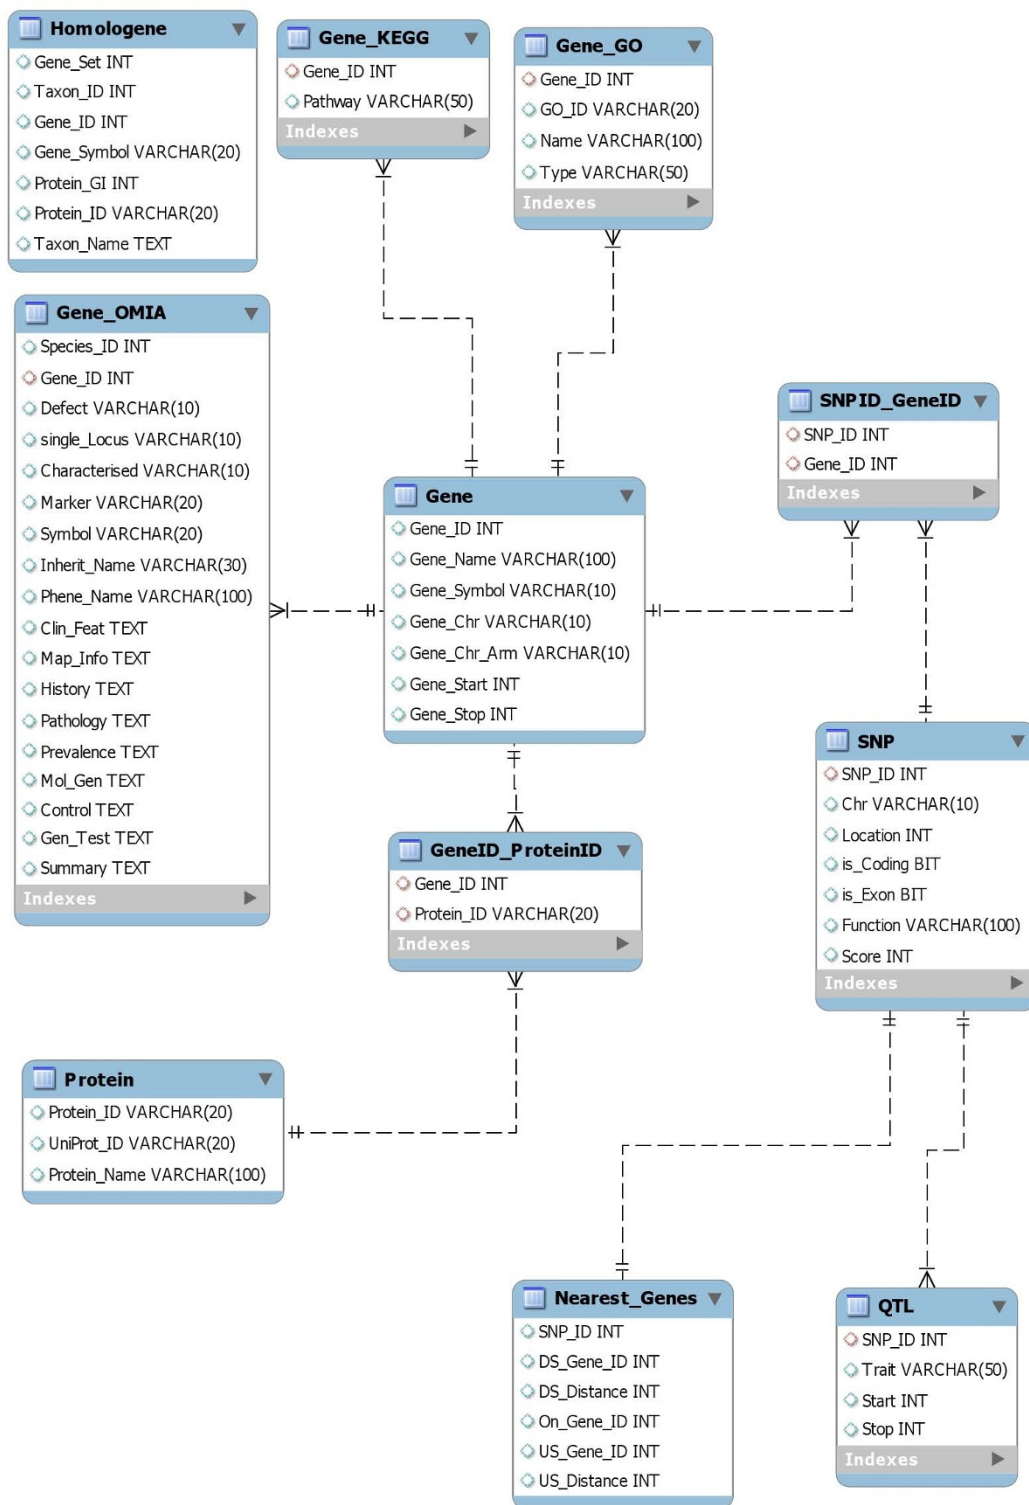 Homologene
Gene_Set INT
Taxon_ID INT
Gene_ID INT
Gene_Symbol VARCHAR(20)
Protein_GI INT
Protein_ID VARCHAR(20)
Taxon_Name TEXT
Gene_KEGG
Gene_ID INT
Pathway VARCHAR(50)
Indexes
Gene_GO
Gene_ID INT
GO_ID VARCHAR(20)
Name VARCHAR(100)
Type VARCHAR(50)
Indexes
Gene_OMIA
Species_ID INT
Gene_ID INT
Defect VARCHAR(10)
single_Locus VARCHAR(10)
Characterised VARCHAR(10)
Marker VARCHAR(20)
Symbol VARCHAR(20)
Inherit_Name VARCHAR(30)
Phene_Name VARCHAR(100)
Clin_Feat TEXT
Map_Info TEXT
History TEXT
Pathology TEXT
Prevalence TEXT
Mol_Gen TEXT
Control TEXT
Gen_Test TEXT
Summary TEXT
Indexes
Gene
Gene_ID INT
Gene_Name VARCHAR(100)
Gene_Symbol VARCHAR(10)
Gene_Chr VARCHAR(10)
Gene_Chr_Arm VARCHAR(10)
Gene_Start INT
Gene_Stop INT
SNPID_GeneID
SNP_ID INT
Gene_ID INT
Indexes
SNP
SNP_ID INT
Chr VARCHAR(10)
Location INT
is_Coding BIT
is_Exon BIT
Function VARCHAR(100)
Score INT
Indexes
GeneID_ProteinID
Gene_ID INT
Protein_ID VARCHAR(20)
Indexes
Protein
Protein_ID VARCHAR(20)
UniProt_ID VARCHAR(20)
Protein_Name VARCHAR(100)
Nearest_Genes
SNP_ID INT
DS_Gene_ID INT
DS_Distance INT
On_Gene_ID INT
US_Gene_ID INT
US_Distance INT
QTL
SNP_ID INT
Trait VARCHAR(50)
Start INT
Stop INT
Indexes